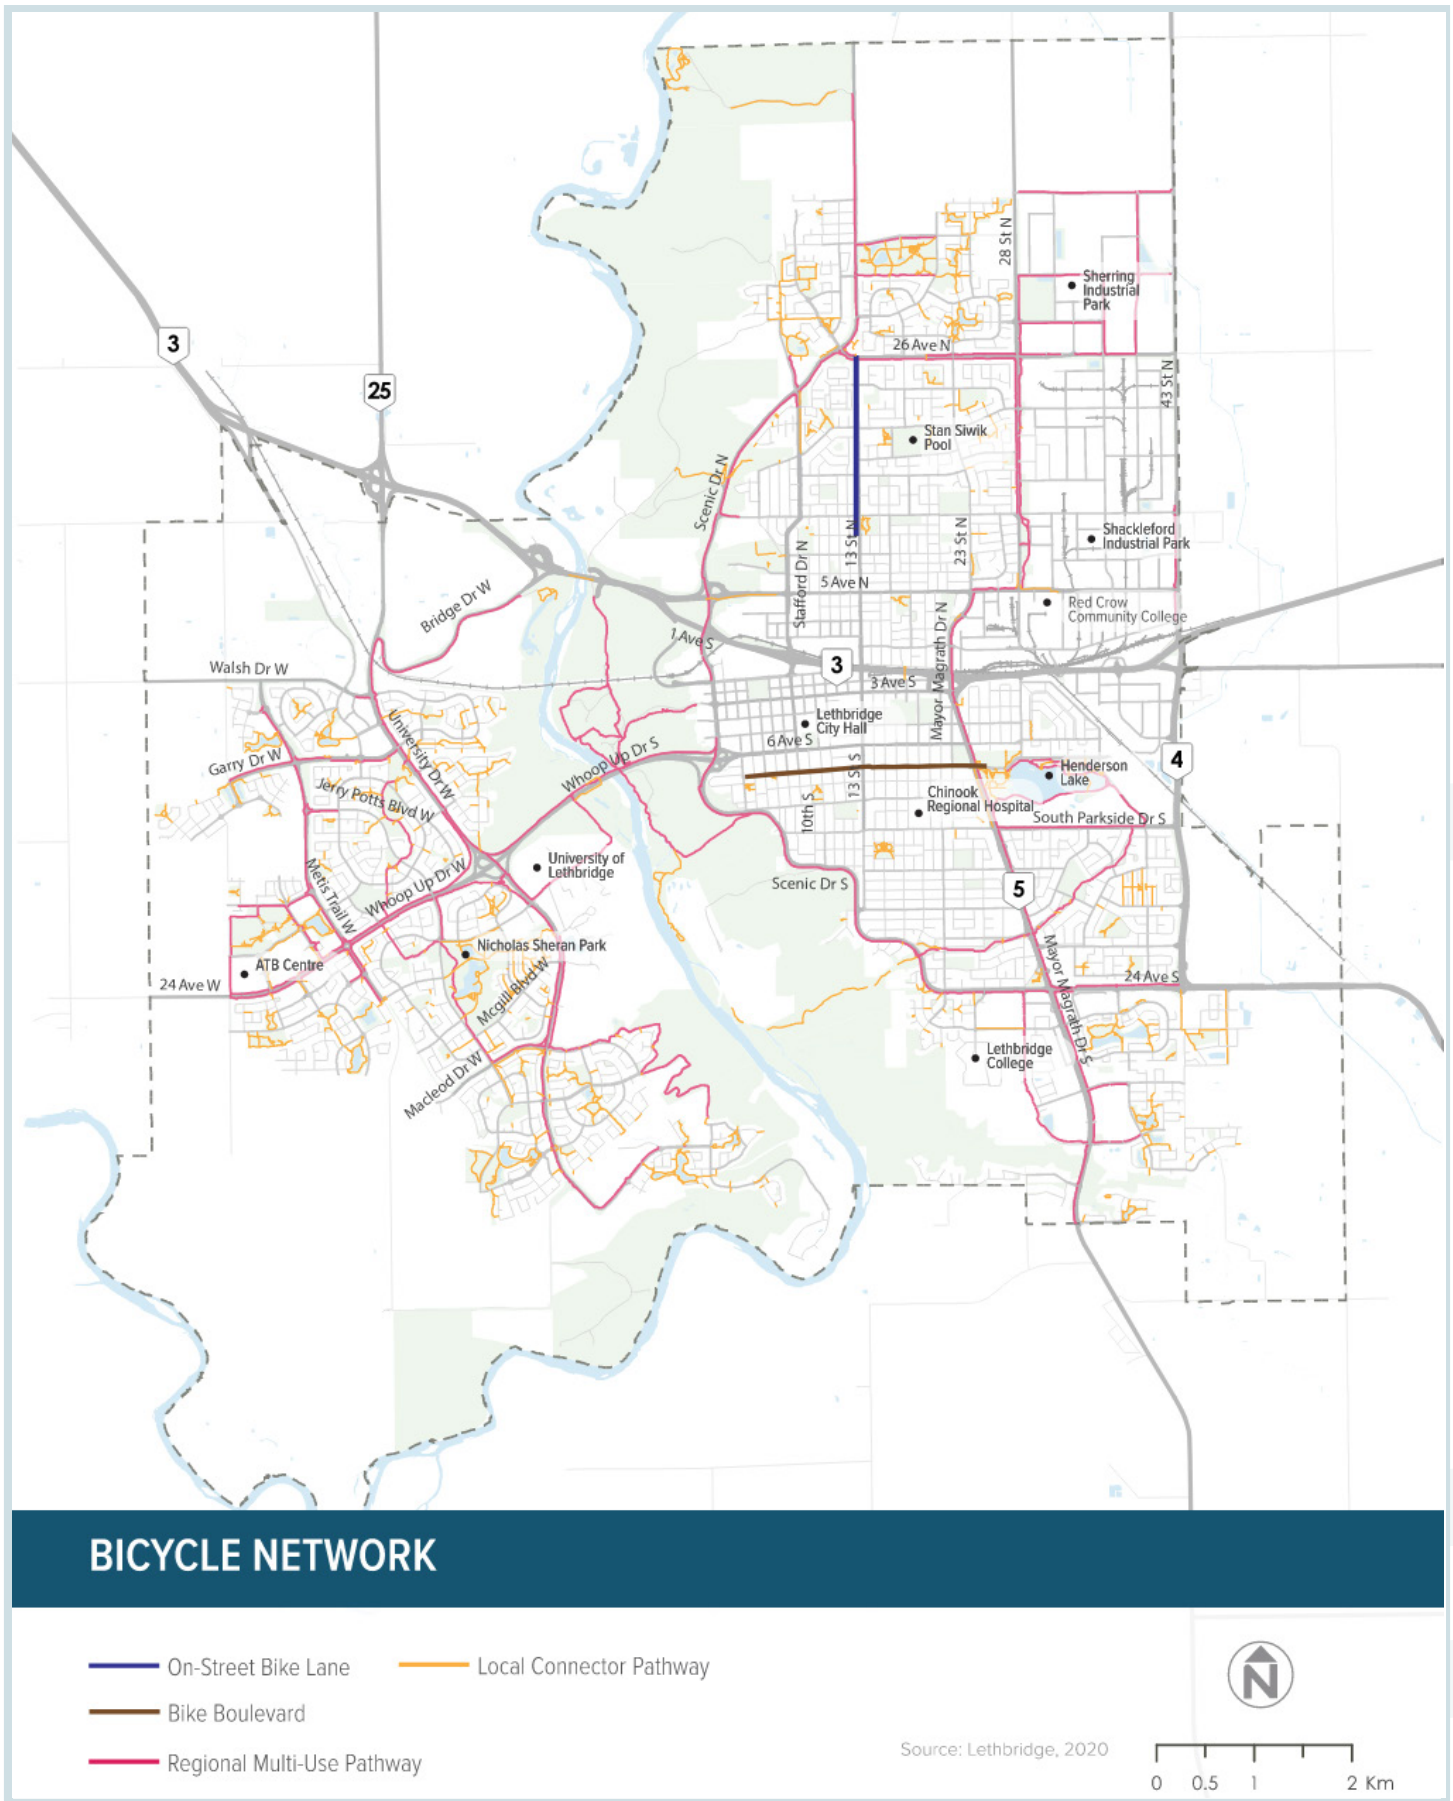 28 St N
Sherring
Industrial
Park
3
26 Ave N
25
43 St N
Stan Siwik
Pool
Scenic Dr N
13 St N
23 St N
Shackleford
Industrial Park
Stafford Dr N
5 Ave N
Bridge Dr W
Red Crow
Community College
1 Ave S
Mayor Magrath Dr N
Walsh Dr W
3
3 Ave S
Lethbridge
City Hall
University Dr W
6 Ave S
Whoop Up Dr S
Garry Dr W
13 St S
Henderson
Lake
4
Jerry Potts Blvd W
10th S
Chinook
Regional Hospital
South Parkside Dr S
University of
Lethbridge
Metis Trail W
Whoop Up Dr W
Scenic Dr S
5
Nicholas Sheran Park
ATB Centre
Mayor Magrath Dr S
24 Ave W
24 Ave S
Mcgill Blvd W
Lethbridge
College
Macleod Dr W
BICYCLE NETWORK
On-Street Bike Lane
Local Connector Pathway
Bike Boulevard
Regional Multi-Use Pathway
N
Source: Lethbridge, 2020
0 0.5 1 2 Km